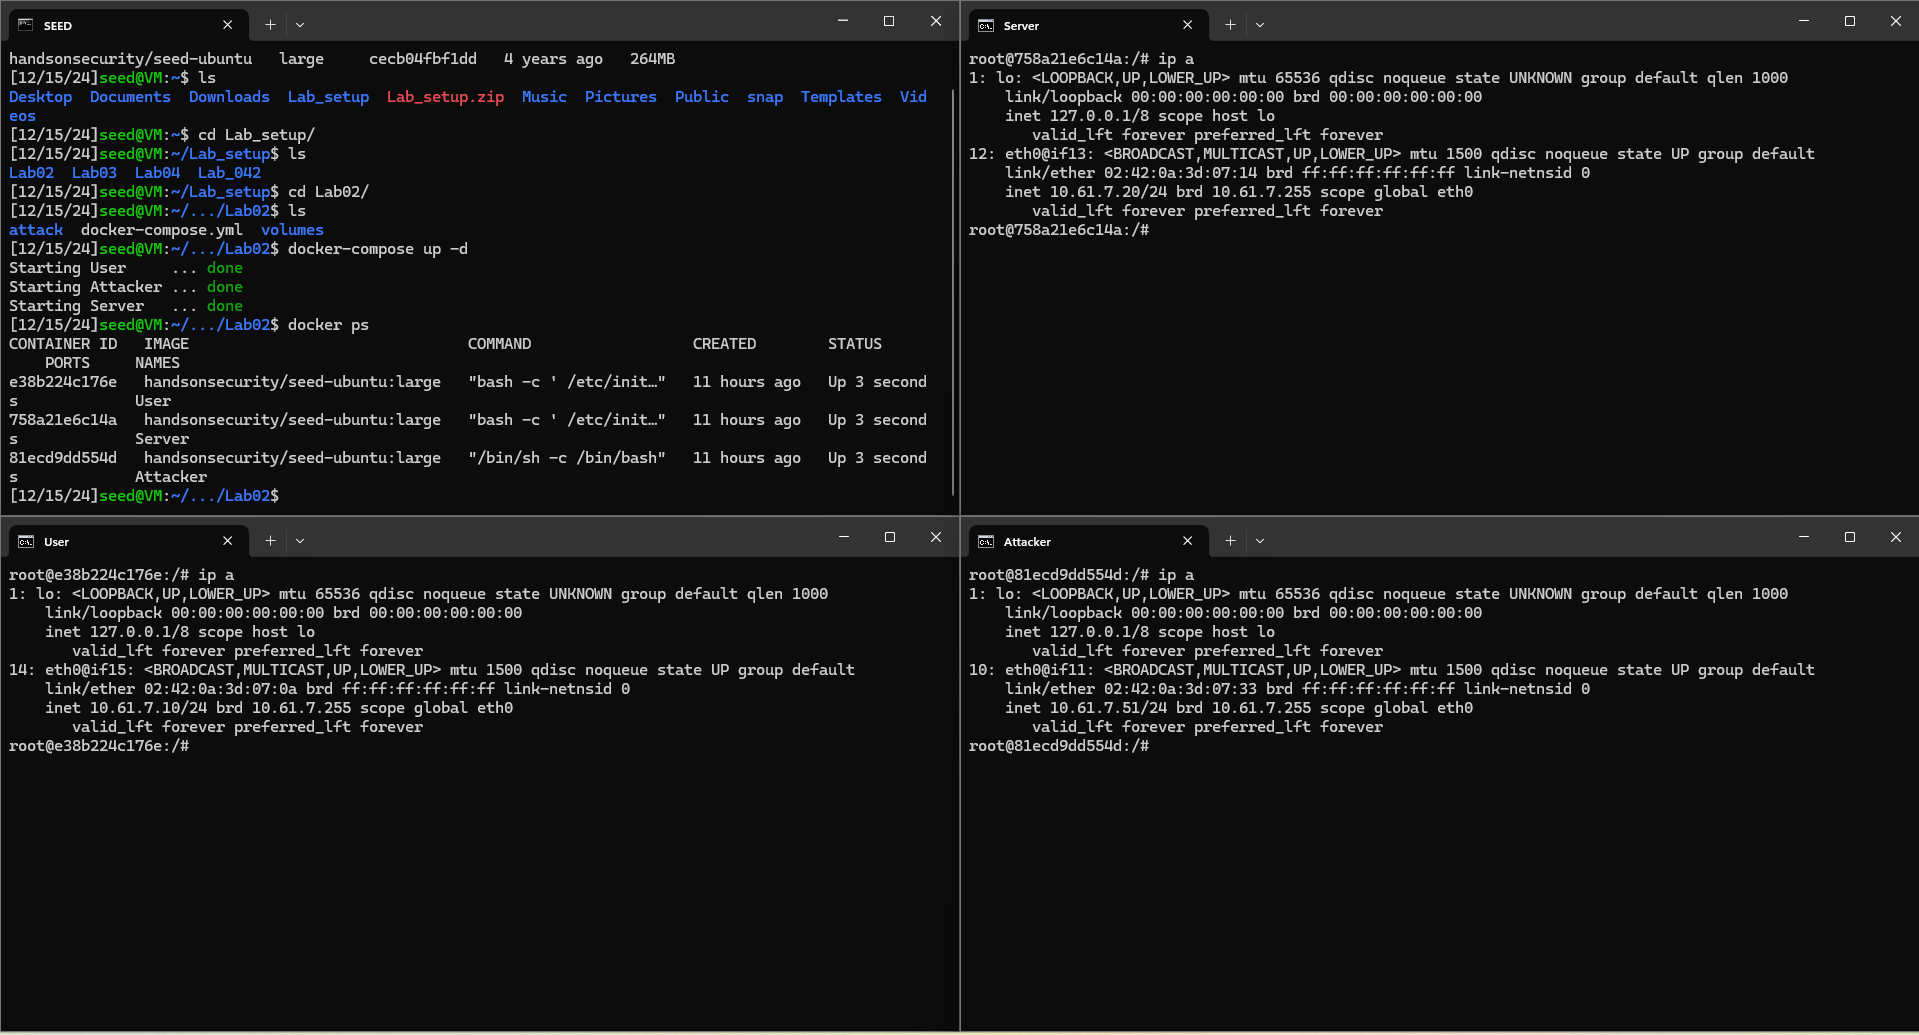 SEED
handsonsecurity/seed-ubuntu   large     cecb04fbf1dd   4 years ago   264MB
[12/15/24]seed@VM:~$ ls
Desktop  Documents  Downloads  Lab_setup  Lab_setup.zip  Music  Pictures  Public  snap  Templates  Vid
eos
[12/15/24]seed@VM:~$ cd Lab_setup/
[12/15/24]seed@VM:~/Lab_setup$ ls
Lab02  Lab03  Lab04  Lab_042
[12/15/24]seed@VM:~/Lab_setup$ cd Lab02/
[12/15/24]seed@VM:~/.../Lab02$ ls
attack  docker-compose.yml  volumes
[12/15/24]seed@VM:~/.../Lab02$ docker-compose up -d
Starting User     ... done
Starting Attacker ... done
Starting Server   ... done
[12/15/24]seed@VM:~/.../Lab02$ docker ps
CONTAINER ID   IMAGE                               COMMAND                  CREATED        STATUS
    PORTS     NAMES
e38b224c176e   handsonsecurity/seed-ubuntu:large   "bash -c ' /etc/init…"   11 hours ago   Up 3 second
s             User
758a21e6c14a   handsonsecurity/seed-ubuntu:large   "bash -c ' /etc/init…"   11 hours ago   Up 3 second
s             Server
81ecd9dd554d   handsonsecurity/seed-ubuntu:large   "/bin/sh -c /bin/bash"   11 hours ago   Up 3 second
s             Attacker
[12/15/24]seed@VM:~/.../Lab02$
Server
root@758a21e6c14a:/# ip a
1: lo: <LOOPBACK,UP,LOWER_UP> mtu 65536 qdisc noqueue state UNKNOWN group default qlen 1000
    link/loopback 00:00:00:00:00:00 brd 00:00:00:00:00:00
    inet 127.0.0.1/8 scope host lo
       valid_lft forever preferred_lft forever
12: eth0@if13: <BROADCAST,MULTICAST,UP,LOWER_UP> mtu 1500 qdisc noqueue state UP group default
    link/ether 02:42:0a:3d:07:14 brd ff:ff:ff:ff:ff:ff link-netnsid 0
    inet 10.61.7.20/24 brd 10.61.7.255 scope global eth0
       valid_lft forever preferred_lft forever
root@758a21e6c14a:/#
User
root@e38b224c176e:/# ip a
1: lo: <LOOPBACK,UP,LOWER_UP> mtu 65536 qdisc noqueue state UNKNOWN group default qlen 1000
    link/loopback 00:00:00:00:00:00 brd 00:00:00:00:00:00
    inet 127.0.0.1/8 scope host lo
       valid_lft forever preferred_lft forever
14: eth0@if15: <BROADCAST,MULTICAST,UP,LOWER_UP> mtu 1500 qdisc noqueue state UP group default
    link/ether 02:42:0a:3d:07:0a brd ff:ff:ff:ff:ff:ff link-netnsid 0
    inet 10.61.7.10/24 brd 10.61.7.255 scope global eth0
       valid_lft forever preferred_lft forever
root@e38b224c176e:/#
Attacker
root@81ecd9dd554d:/# ip a
1: lo: <LOOPBACK,UP,LOWER_UP> mtu 65536 qdisc noqueue state UNKNOWN group default qlen 1000
    link/loopback 00:00:00:00:00:00 brd 00:00:00:00:00:00
    inet 127.0.0.1/8 scope host lo
       valid_lft forever preferred_lft forever
10: eth0@if11: <BROADCAST,MULTICAST,UP,LOWER_UP> mtu 1500 qdisc noqueue state UP group default
    link/ether 02:42:0a:3d:07:33 brd ff:ff:ff:ff:ff:ff link-netnsid 0
    inet 10.61.7.51/24 brd 10.61.7.255 scope global eth0
       valid_lft forever preferred_lft forever
root@81ecd9dd554d:/#